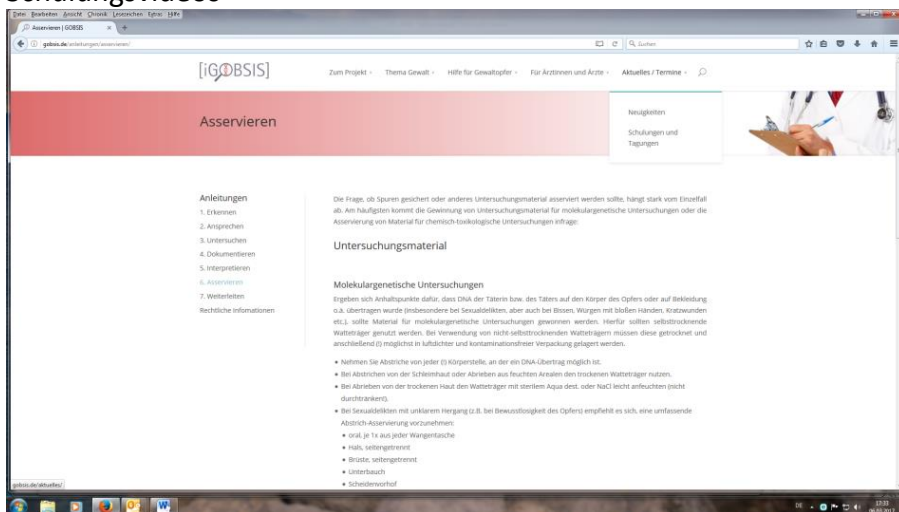 Schulungsvideos
Datei Bearbeiten Ansicht Chronik Lesezeichen Extras Hilfe
Asservieren | GOBSIS
gobsis.de/anleitungen/asservieren/
Suchen
[iGOBSIS]
Zum Projekt
Thema Gewalt
Hilfe für Gewaltopfer
Für Ärztinnen und Ärzte
Aktuelles / Termine
Neuigkeiten
Schulungen und
Tagungen
Asservieren
Anleitungen
1. Erkennen
2. Ansprechen
3. Untersuchen
4. Dokumentieren
5. Interpretieren
6. Asservieren
7. Weiterleiten
Rechtliche Infomationen
Die Frage, ob Spuren gesichert oder anderes Untersuchungsmaterial asserviert werden sollte, hängt stark vom Einzelfall
ab. Am häufigsten kommt die Gewinnung von Untersuchungsmaterial für molekulargenetische Untersuchungen oder die
Asservierung von Material für chemisch-toxikologische Untersuchungen infrage:
Untersuchungsmaterial
Molekulargenetische Untersuchungen
Ergeben sich Anhaltspunkte dafür, dass DNA der Täterin bzw. des Täters auf den Körper des Opfers oder auf Bekleidung
o.ä. übertragen wurde (insbesondere bei Sexualdelikten, aber auch bei Bissen, Würgen mit bloßen Händen, Kratzwunden
etc.), sollte Material für molekulargenetische Untersuchungen gewonnen werden. Hierfür sollten selbsttrocknende
Watteträger genutzt werden. Bei Verwendung von nicht-selbsttrocknenden Watteträgern müssen diese getrocknet und
anschließend (!) möglichst in luftdichter und kontaminationsfreier Verpackung gelagert werden.
• Nehmen Sie Abstriche von jeder (!) Körperstelle, an der ein DNA-Übertrag möglich ist.
• Bei Abstrichen von der Schleimhaut oder Abrieben aus feuchten Arealen den trockenen Watteträger nutzen.
• Bei Abrieben von der trockenen Haut den Watteträger mit sterilem Aqua dest. oder NaCl leicht anfeuchten (nicht
durchtränken!).
• Bei Sexualdelikten mit unklarem Hergang (z.B. bei Bewusstlosigkeit des Opfers) empfiehlt es sich, eine umfassende
Abstrich-Asservierung vorzunehmen:
• oral, je 1x aus jeder Wangentasche
• Hals, seitengetrennt
• Brüste, seitengetrennt
• Unterbauch
• Scheidenvorhof
gobsis.de/aktuelles/
DE
17:33
06.10.2017